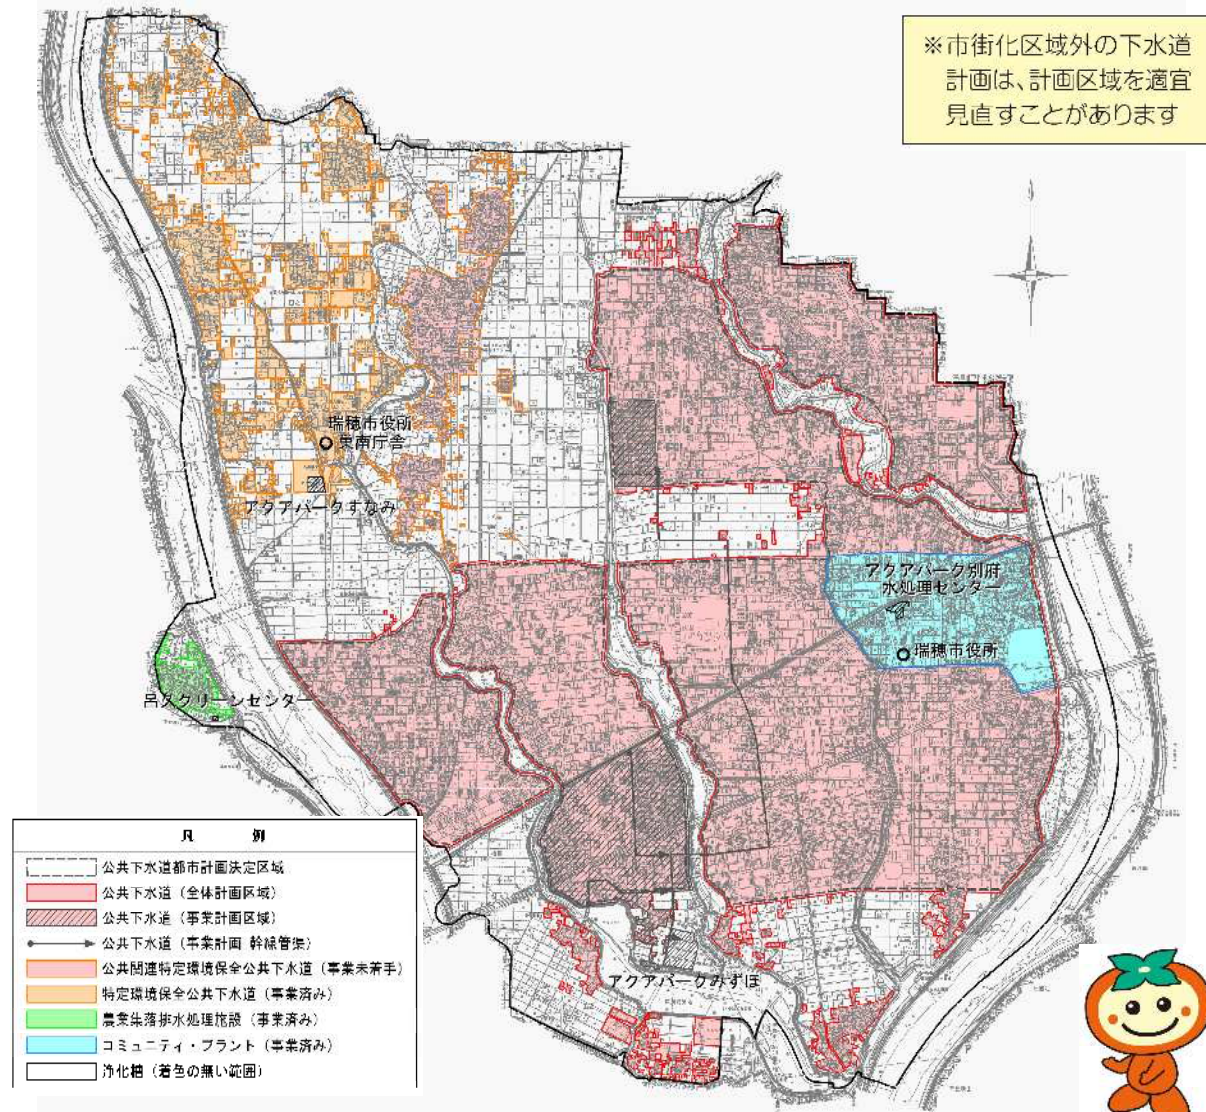 ※市街化区域外の下水道
計画は、計画区域を適宜
見直すことがあります
瑞穂市役所
巣南庁舎
アクアパークすなみ
アクアパーク別府
水処理センター
瑞穂市役所
呂久グリーンセンター
アクアパークみずほ
凡 例
公共下水道都市計画決定区域
公共下水道（全体計画区域）
公共下水道（事業計画区域）
公共下水道（事業計画 幹線管渠）
公共関連特定環境保全公共下水道（事業未着手）
特定環境保全公共下水道（事業済み）
農業集落排水処理施設（事業済み）
コミュニティ・プラント（事業済み）
浄化槽（着色の無い範囲）